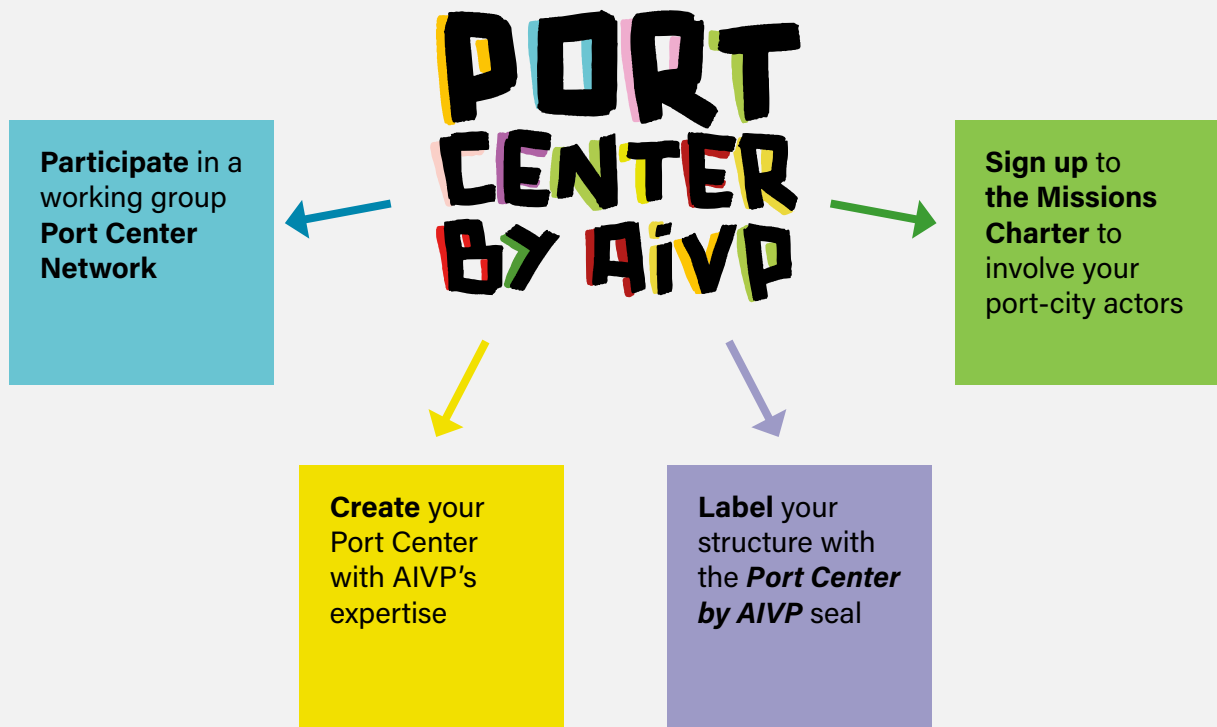 PORT
CENTER
BY AiVP
Participate in a
working group
Port Center
Network
Create your
Port Center
with AIVP's
expertise
Label your
structure with
the Port Center
by AIVP seal
Sign up to
the Missions
Charter to
involve your
port-city actors